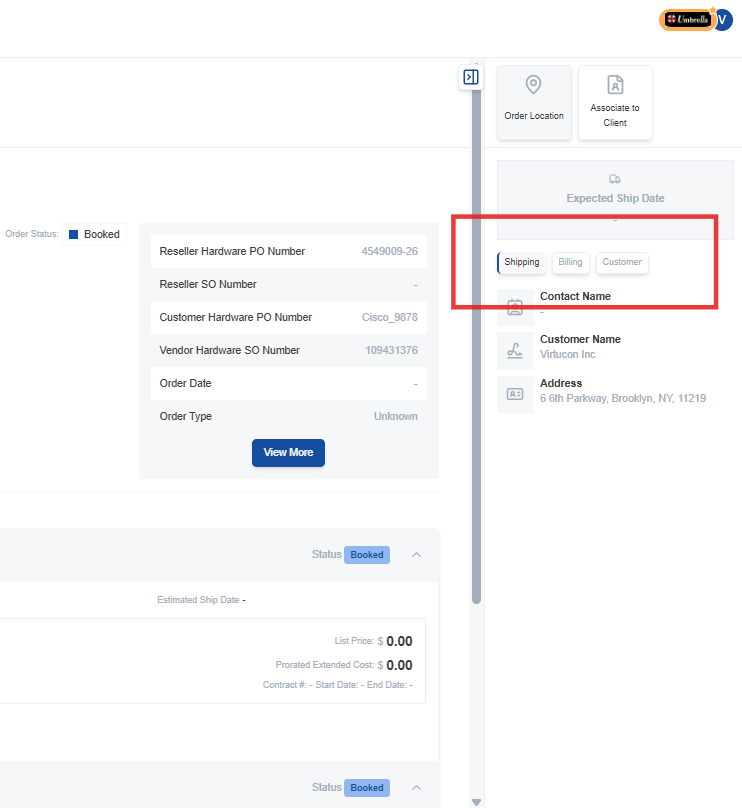 Umbrella
V
Order Location
Associate to
Client
Expected Ship Date
-
Shipping
Billing
Customer
Contact Name
-
Customer Name
Virtucon Inc
Address
6 6th Parkway, Brooklyn, NY, 11219
Order Status:
Booked
Reseller Hardware PO Number 4549009-26
Reseller SO Number -
Customer Hardware PO Number Cisco_9878
Vendor Hardware SO Number 109431376
Order Date -
Order Type Unknown
View More
Status Booked
Estimated Ship Date -
List Price: $ 0.00
Prorated Extended Cost: $ 0.00
Contract #: - Start Date: - End Date: -
Status Booked